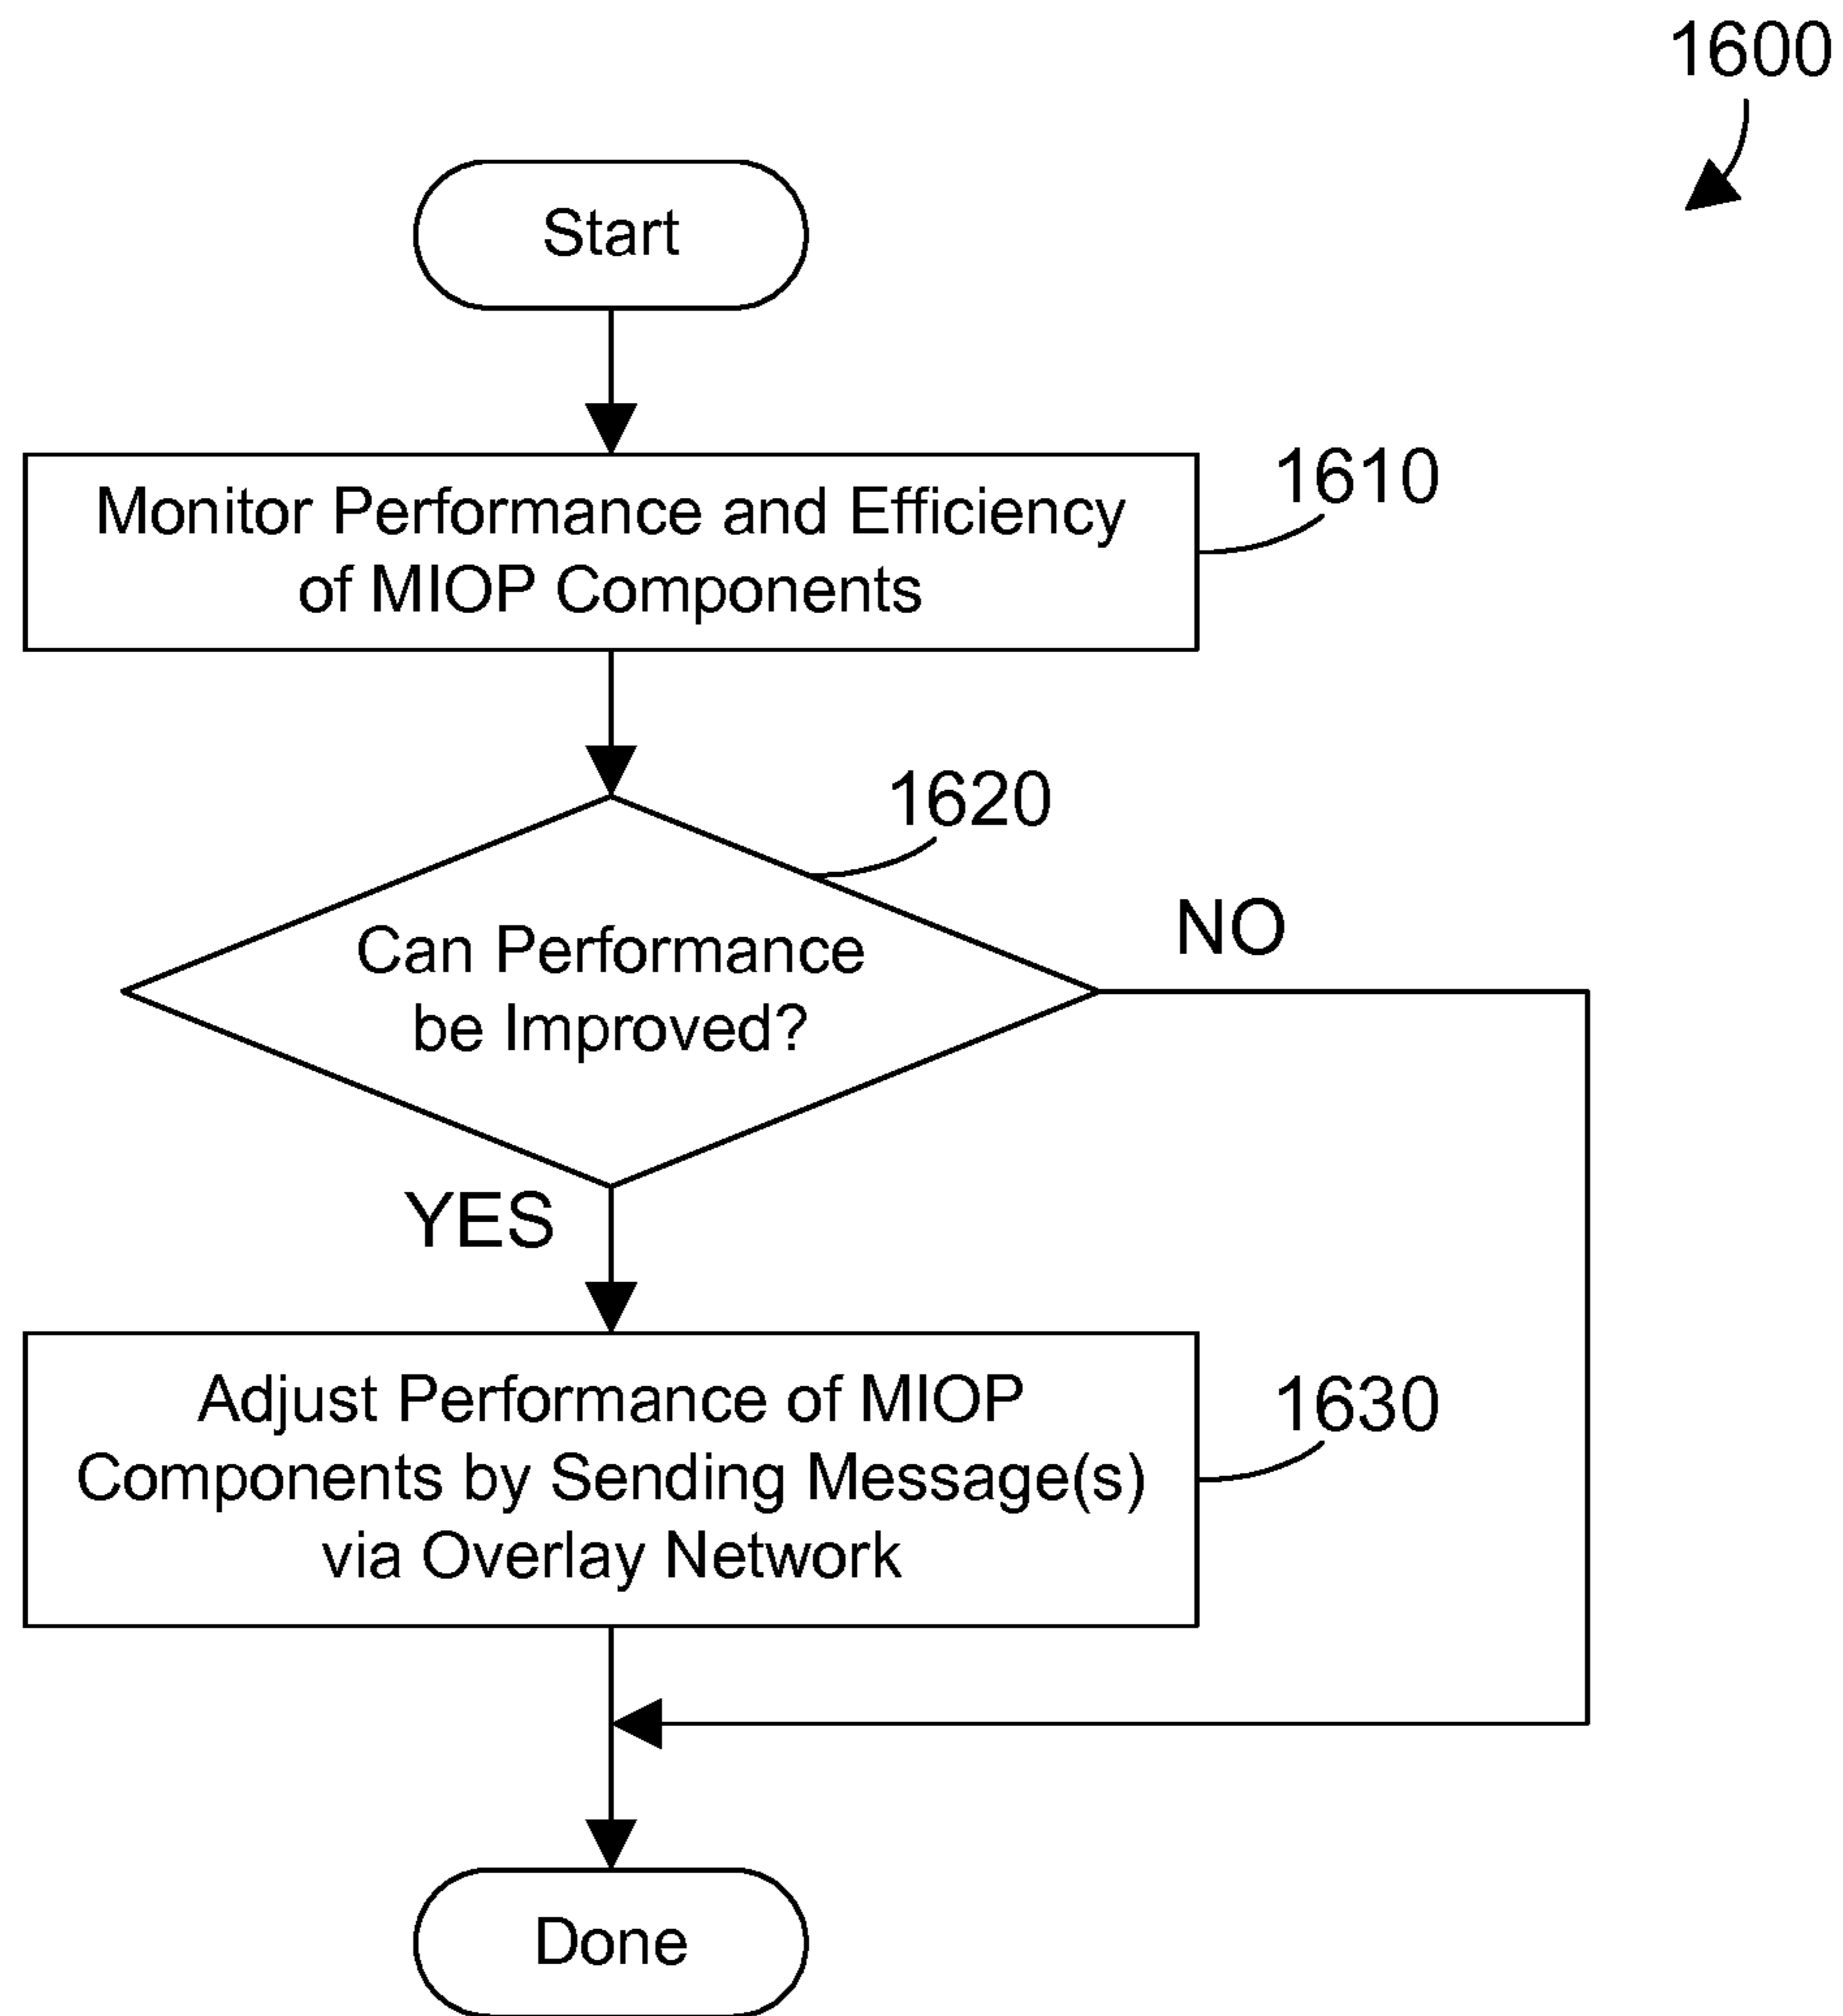 1600
Start
Monitor Performance and Efficiency
of MIOP Components
1610
1620
Can Performance
be Improved?
NO
YES
Adjust Performance of MIOP
Components by Sending Message(s)
via Overlay Network
1630
Done